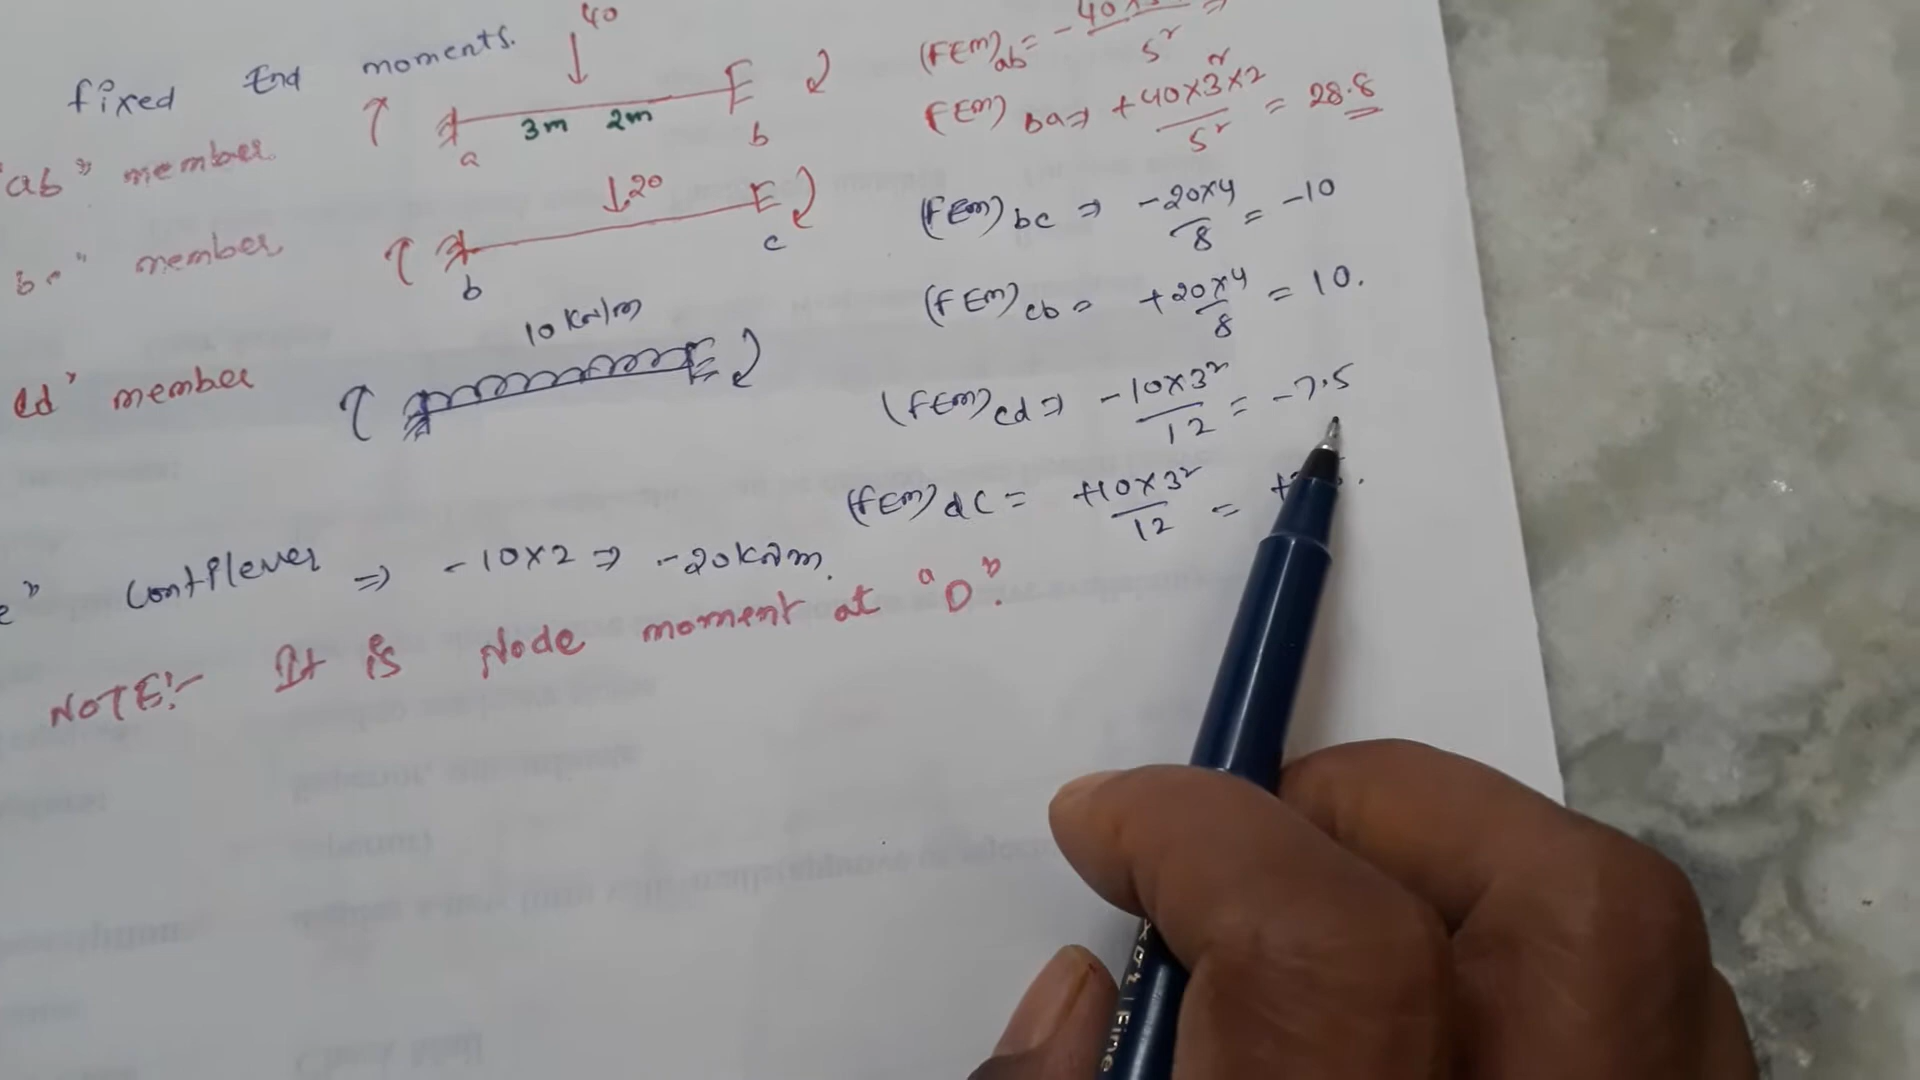 fixed End moments.
40
(FEM)ab = - 40
5²
"ab" member
3m 2m
a
b
(FEM) ba ⇒ +40×3²×2 / 5² = 28.8
member
20
b
c
(FEM) bc ⇒ -20×4 / 8 = -10
(FEM) cb = +20×4 / 8 = 10.
10 kN/m
cd" member
(FEM) cd ⇒ -10×3² / 12 = -7.5
(FEM) dc = +10×3² / 12 = +
e" ⇒ -10×2 ⇒ -20kNm.
NOTE:- It is Node moment at "D".
Fine